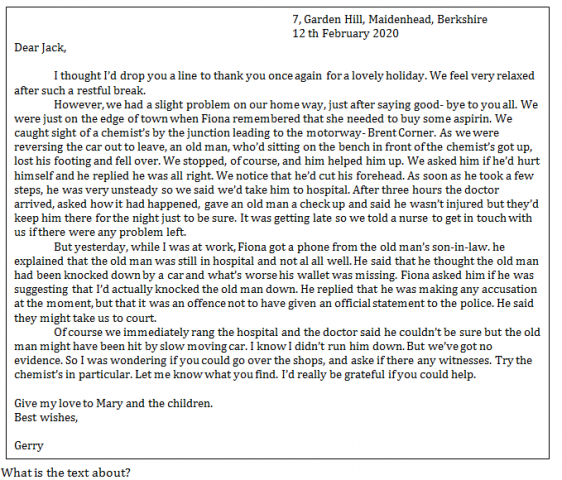 7, Garden Hill, Maidenhead, Berkshire
12 th February 2020
Dear Jack,
I thought I'd drop you a line to thank you once again for a lovely holiday. We feel very relaxed
after such a restful break.
However, we had a slight problem on our home way, just after saying good- bye to you all. We
were just on the edge of town when Fiona remembered that she needed to buy some aspirin. We
caught sight of a chemist's by the junction leading to the motorway- Brent Corner. As we were
reversing the car out to leave, an old man, who'd sitting on the bench in front of the chemist's got up,
lost his footing and fell over. We stopped, of course, and him helped him up. We asked him if he'd hurt
himself and he replied he was all right. We notice that he'd cut his forehead. As soon as he took a few
steps, he was very unsteady so we said we'd take him to hospital. After three hours the doctor
arrived, asked how it had happened, gave an old man a check up and said he wasn't injured but they'd
keep him there for the night just to be sure. It was getting late so we told a nurse to get in touch with
us if there were any problem left.
But yesterday, while I was at work, Fiona got a phone from the old man's son-in-law. he
explained that the old man was still in hospital and not al all well. He said that he thought the old man
had been knocked down by a car and what's worse his wallet was missing. Fiona asked him if he was
suggesting that I'd actually knocked the old man down. He replied that he was making any accusation
at the moment, but that it was an offence not to have given an official statement to the police. He said
they might take us to court.
Of course we immediately rang the hospital and the doctor said he couldn't be sure but the old
man might have been hit by slow moving car. I know I didn't run him down. But we've got no
evidence. So I was wondering if you could go over the shops, and aske if there any witnesses. Try the
chemist's in particular. Let me know what you find. I'd really be grateful if you could help.
Give my love to Mary and the children.
Best wishes,
Gerry
What is the text about?